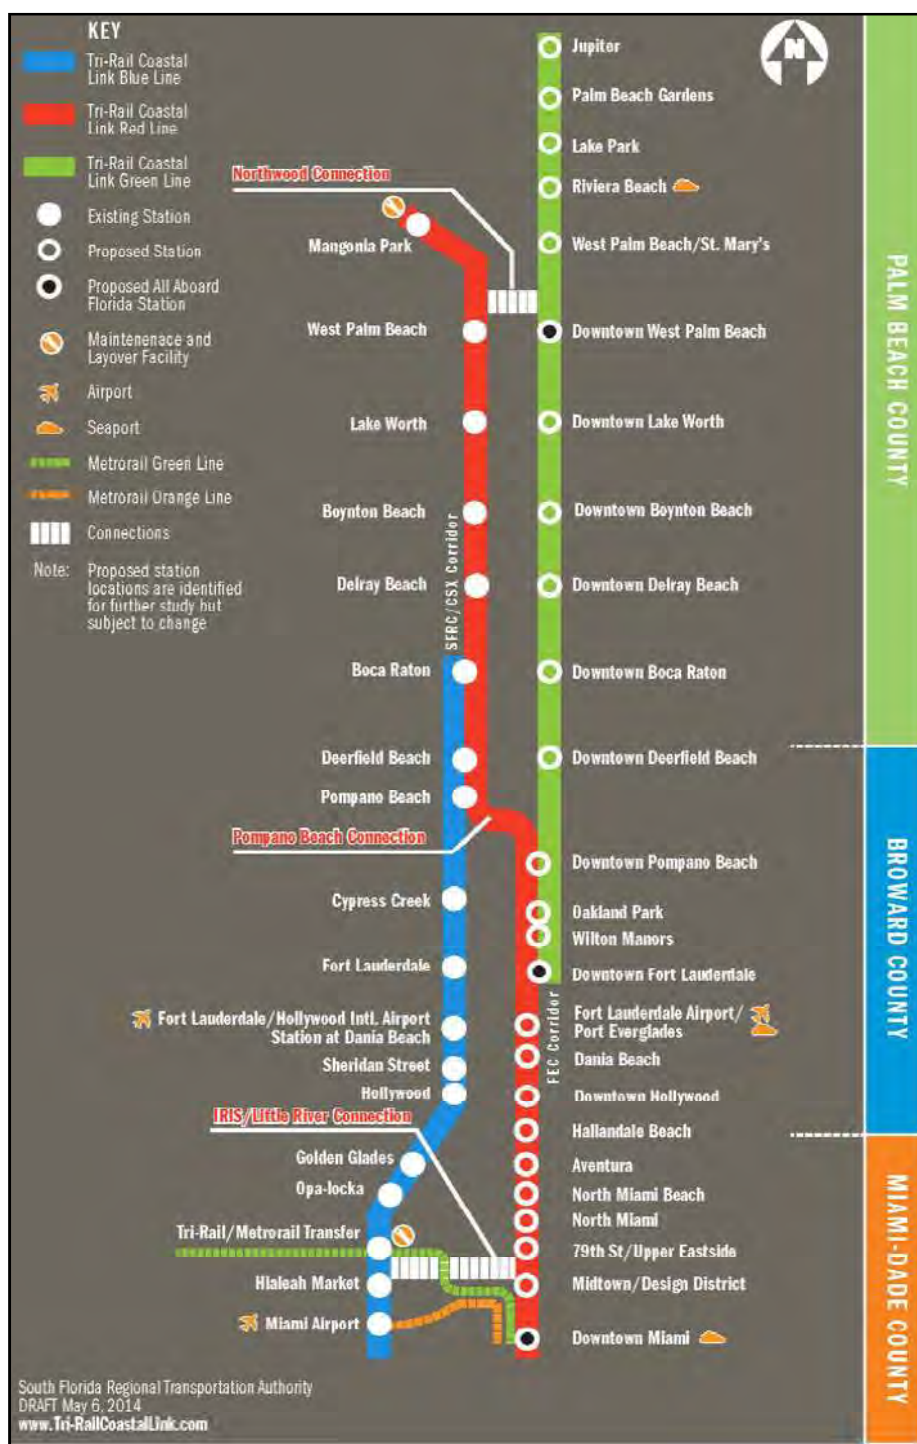 KEY
Tri-Rail Coastal
Link Blue Line
Tri-Rail Coastal
Link Red Line
Tri-Rail Coastal
Link Green Line
Existing Station
Proposed Station
Proposed All Aboard
Florida Station
Maintenenace and
Layover Facility
Airport
Seaport
Metrorail Green Line
Metrorail Orange Line
Connections
Note: Proposed station
locations are identified
for further study but
subject to change
N
Northwood Connection
Mangonia Park
West Palm Beach
Lake Worth
Boynton Beach
Delray Beach
SFRC/CSX Corridor
Boca Raton
Deerfield Beach
Pompano Beach
Pompano Beach Connection
Cypress Creek
Fort Lauderdale
Fort Lauderdale/Hollywood Intl. Airport
Station at Dania Beach
Sheridan Street
Hollywood
IRIS/Little River Connection
Golden Glades
Opa-locka
Tri-Rail/Metrorail Transfer
Hialeah Market
Miami Airport
Jupiter
Palm Beach Gardens
Lake Park
Riviera Beach
West Palm Beach/St. Mary's
Downtown West Palm Beach
Downtown Lake Worth
Downtown Boynton Beach
Downtown Delray Beach
Downtown Boca Raton
Downtown Deerfield Beach
Downtown Pompano Beach
Oakland Park
Wilton Manors
Downtown Fort Lauderdale
FEC Corridor
Fort Lauderdale Airport/
Port Everglades
Dania Beach
Downtown Hollywood
Hallandale Beach
Aventura
North Miami Beach
North Miami
79th St/Upper Eastside
Midtown/Design District
Downtown Miami
PALM BEACH COUNTY
BROWARD COUNTY
MIAMI-DADE COUNTY
South Florida Regional Transportation Authority
DRAFT May 6, 2014
www.Tri-RailCoastalLink.com